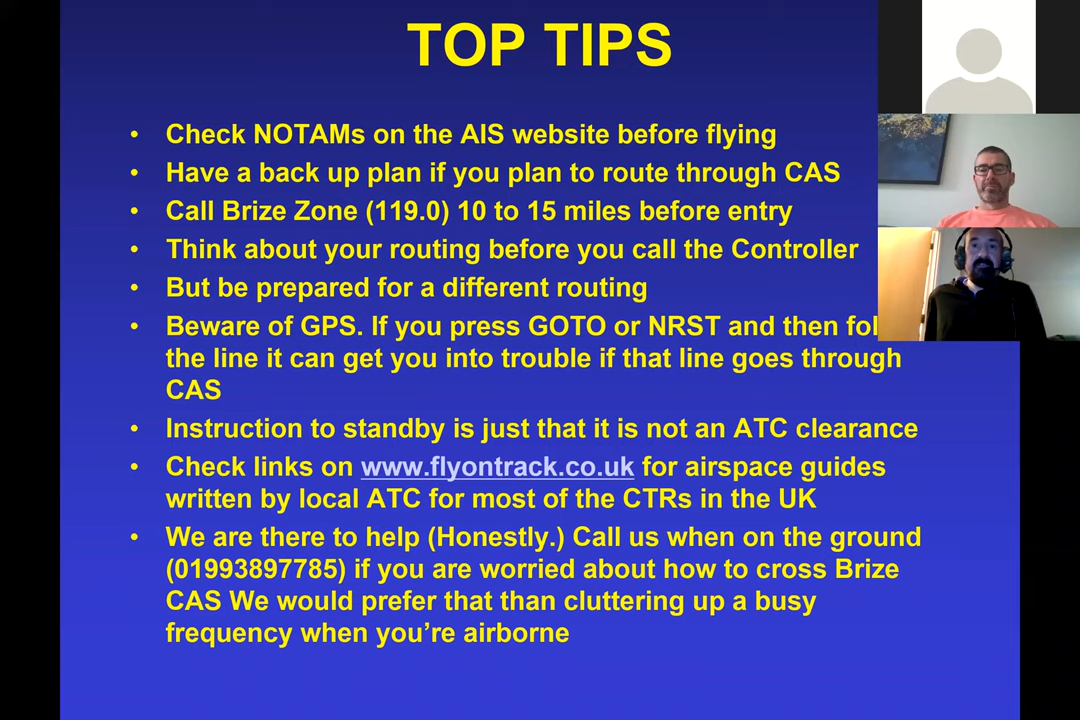 TOP TIPS
• Check NOTAMs on the AIS website before flying
• Have a back up plan if you plan to route through CAS
• Call Brize Zone (119.0) 10 to 15 miles before entry
• Think about your routing before you call the Controller
• But be prepared for a different routing
• Beware of GPS. If you press GOTO or NRST and then
the line it can get you into trouble if that line goes through
CAS
• Instruction to standby is just that it is not an ATC clearance
• Check links on www.flyontrack.co.uk for airspace guides
written by local ATC for most of the CTRs in the UK
• We are there to help (Honestly.) Call us when on the ground
(01993897785) if you are worried about how to cross Brize
CAS We would prefer that than cluttering up a busy
frequency when you’re airborne